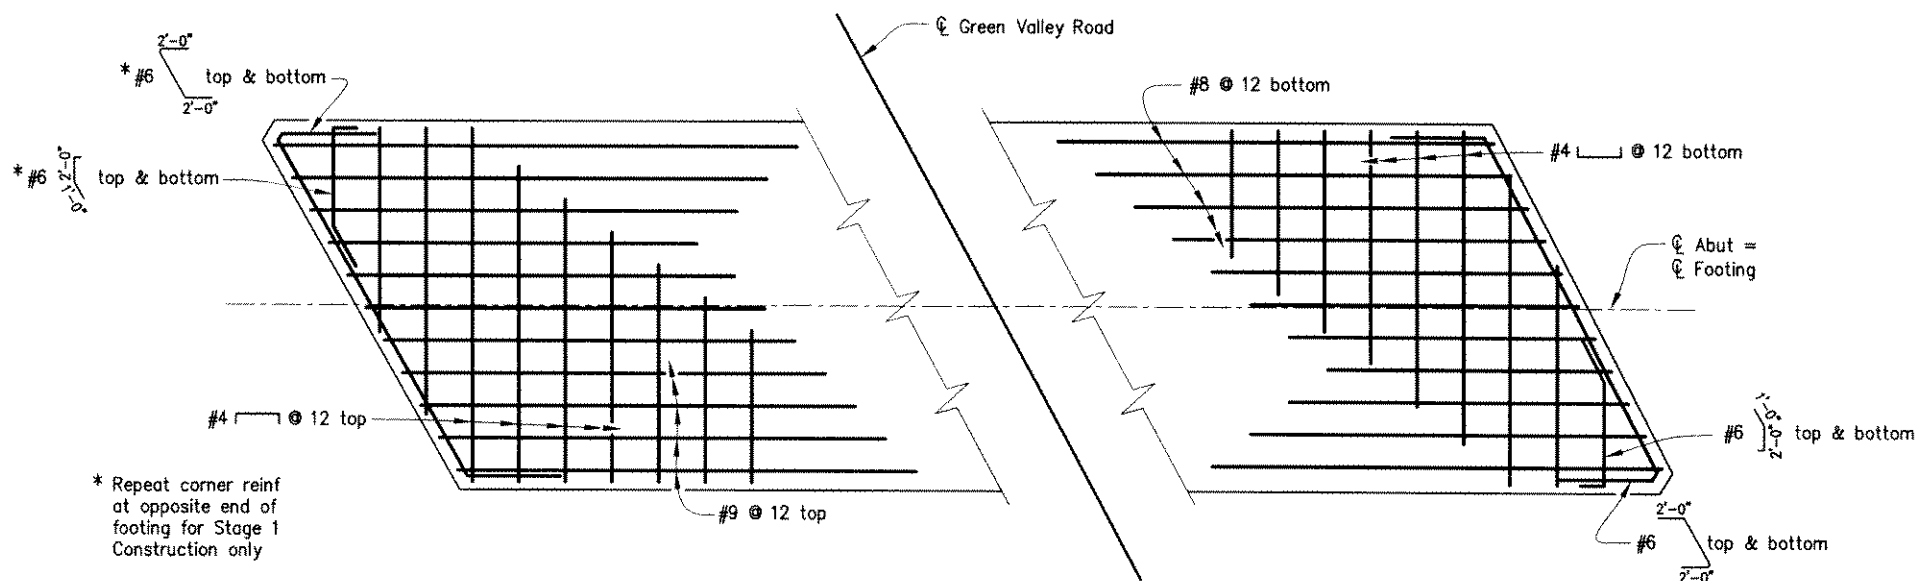 ℄ Green Valley Road
2'-0"
* #6 top & bottom
2'-0"
#8 @ 12 bottom
#4 @ 12 bottom
* #6 2'-0" 1'-0" top & bottom
℄ Abut =
℄ Footing
#4 @ 12 top
#6 1'-0" 2'-0" top & bottom
* Repeat corner reinf
at opposite end of
footing for Stage 1
Construction only
#9 @ 12 top
2'-0"
#6 top & bottom
2'-0"